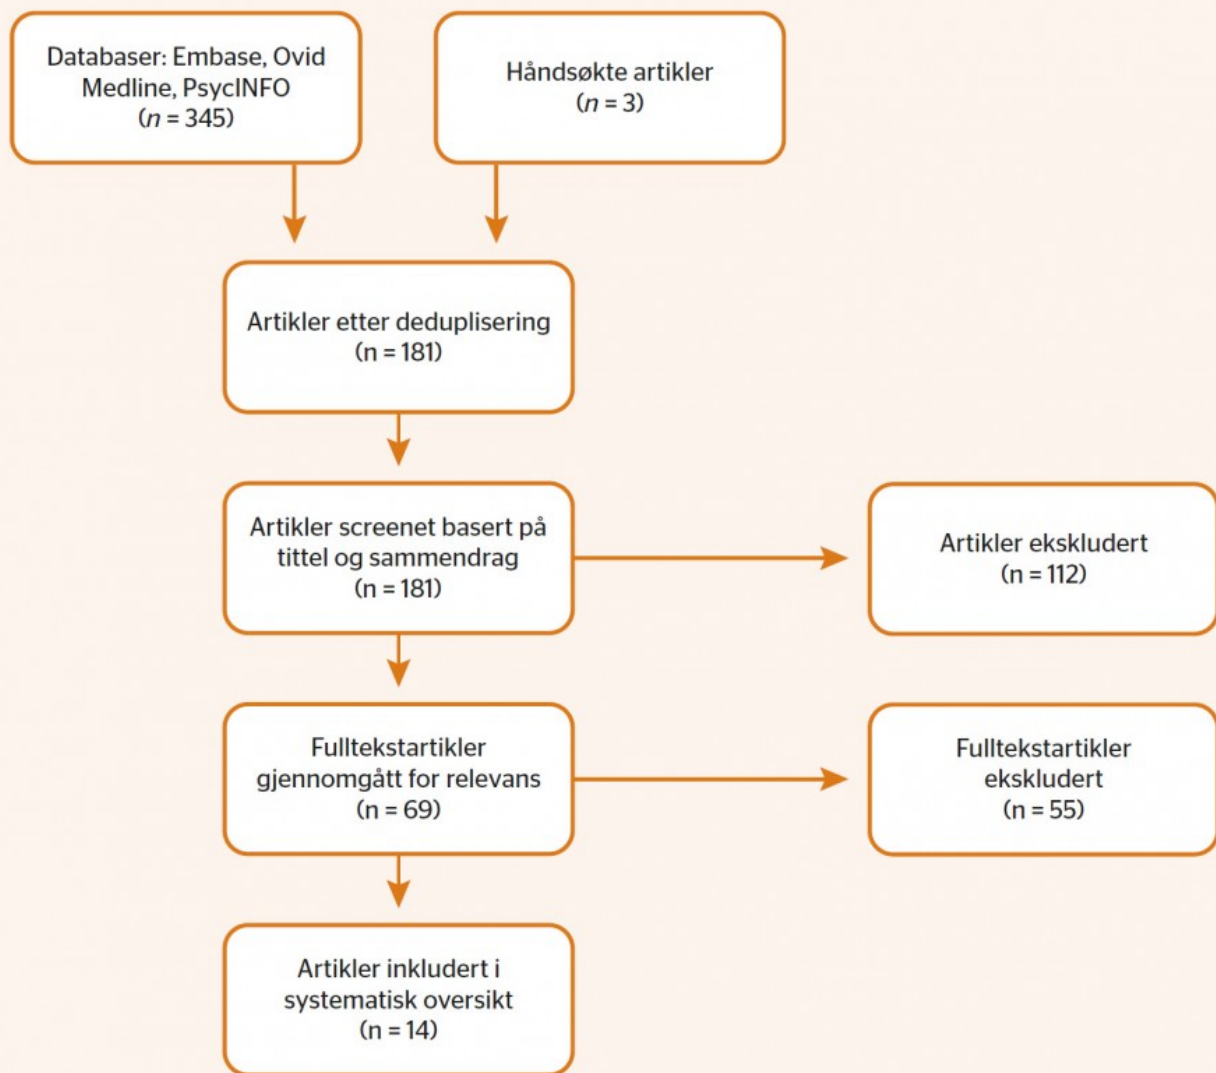 Databaser: Embase, Ovid
Medline, PsycINFO
(n = 345)
Håndsøkte artikler
(n = 3)
Artikler etter deduplisering
(n = 181)
Artikler screenet basert på
tittel og sammendrag
(n = 181)
Artikler ekskludert
(n = 112)
Fulltekstartikler
gjennomgått for relevans
(n = 69)
Fulltekstartikler
ekskludert
(n = 55)
Artikler inkludert i
systematisk oversikt
(n = 14)